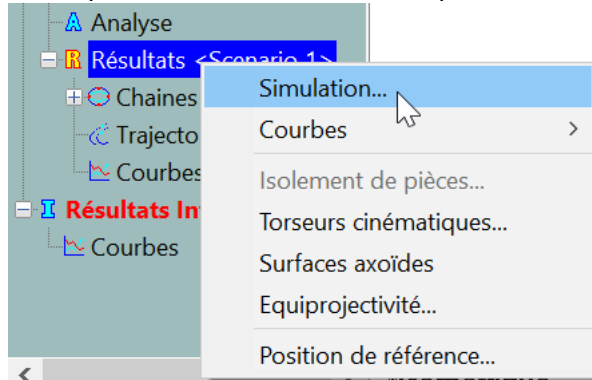 Analyse
Résultats <Scenario 1>
Chaines
Trajecto
Courbes
Résultats In
Courbes
Simulation...
Courbes
Isolement de pièces...
Torseurs cinématiques...
Surfaces axoïdes
Equiprojectivité...
Position de référence...